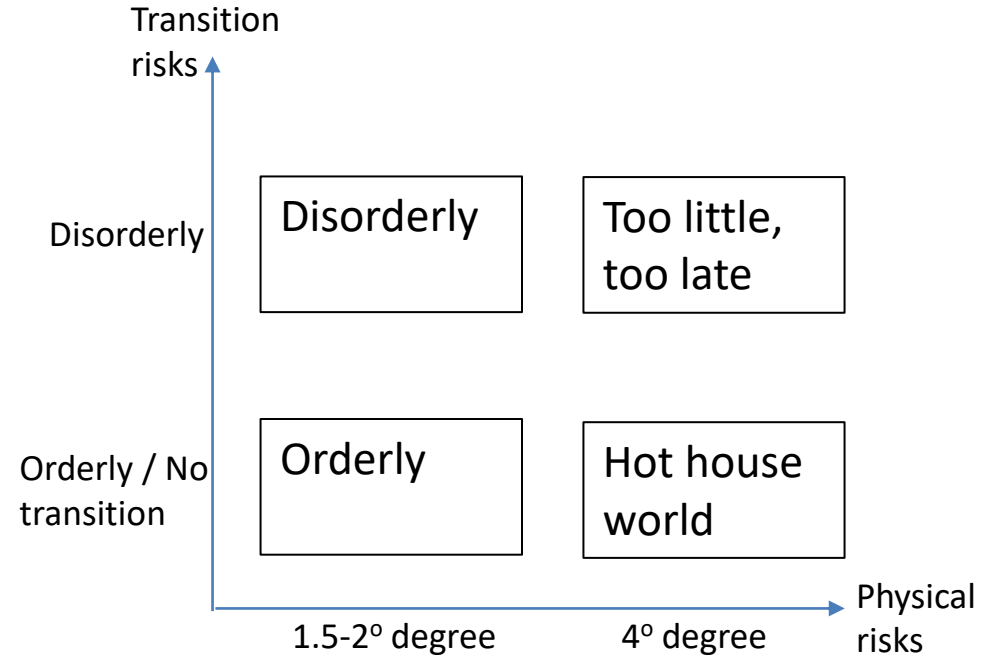 Transition
risks
Disorderly
Disorderly
Too little,
too late
Orderly / No
transition
Orderly
Hot house
world
Physical
risks
1.5-2º degree
4º degree